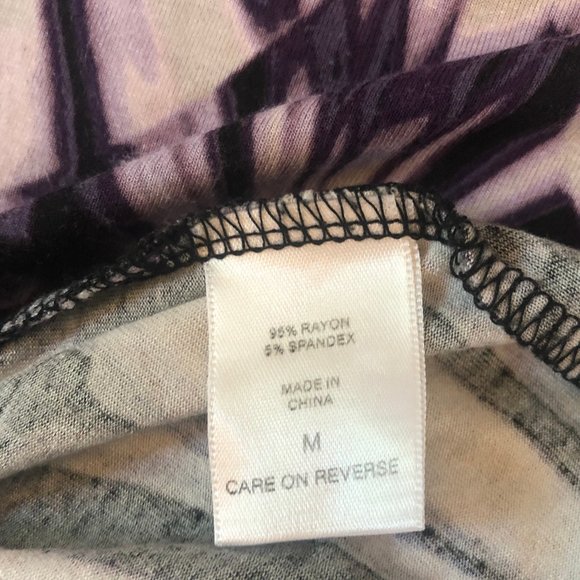 95% RAYON
5% SPANDEX
MADE IN
CHINA
M
CARE ON REVERSE